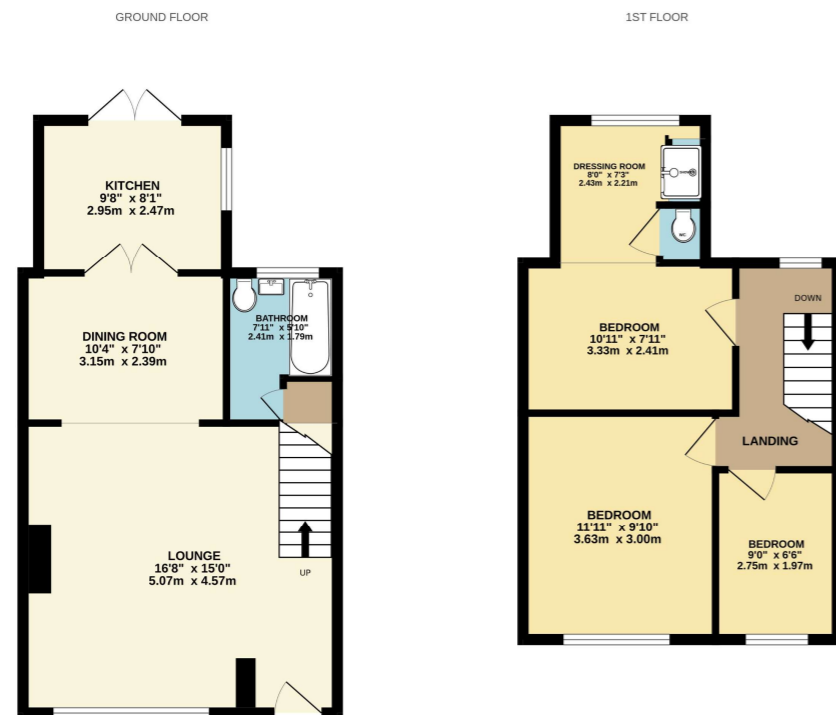 GROUND FLOOR
KITCHEN
9'8" x 8'1"
2.95m x 2.47m
DINING ROOM
10'4" x 7'10"
3.15m x 2.39m
BATHROOM
7'11" x 5'10"
2.41m x 1.79m
LOUNGE
16'8" x 15'0"
5.07m x 4.57m
UP
1ST FLOOR
DRESSING ROOM
8'0" x 7'3"
2.43m x 2.21m
WC
BEDROOM
10'11" x 7'11"
3.33m x 2.41m
DOWN
LANDING
BEDROOM
11'11" x 9'10"
3.63m x 3.00m
BEDROOM
9'0" x 6'6"
2.75m x 1.97m